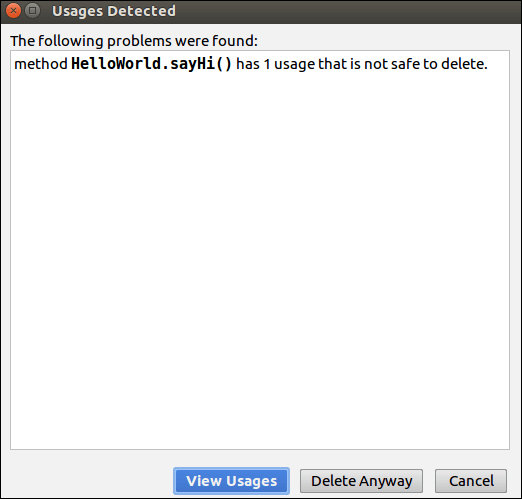 Usages Detected
The following problems were found:
method HelloWorld.sayHi() has 1 usage that is not safe to delete.
View Usages
Delete Anyway
Cancel